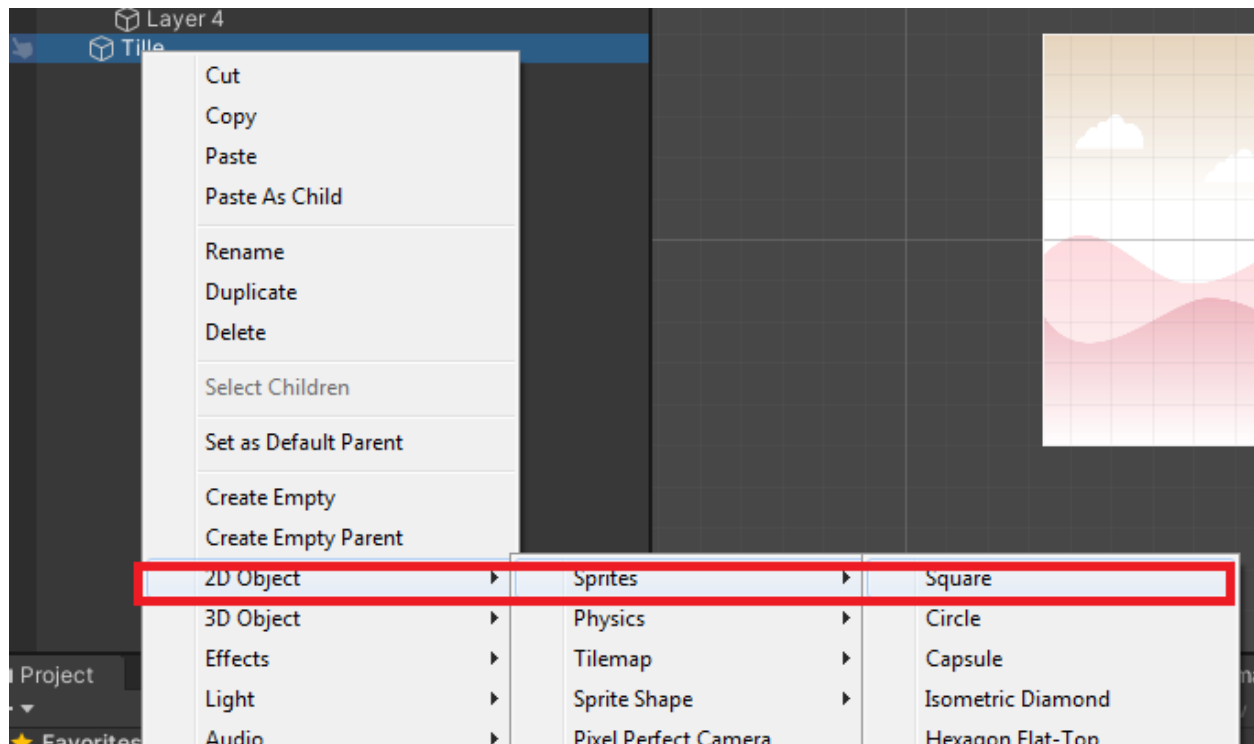 Layer 4
Tille
Cut
Copy
Paste
Paste As Child
Rename
Duplicate
Delete
Select Children
Set as Default Parent
Create Empty
Create Empty Parent
2D Object
3D Object
Effects
Light
Audio
Sprites
Physics
Tilemap
Sprite Shape
Pixel Perfect Camera
Square
Circle
Capsule
Isometric Diamond
Hexagon Flat-Top
Project
Favorites